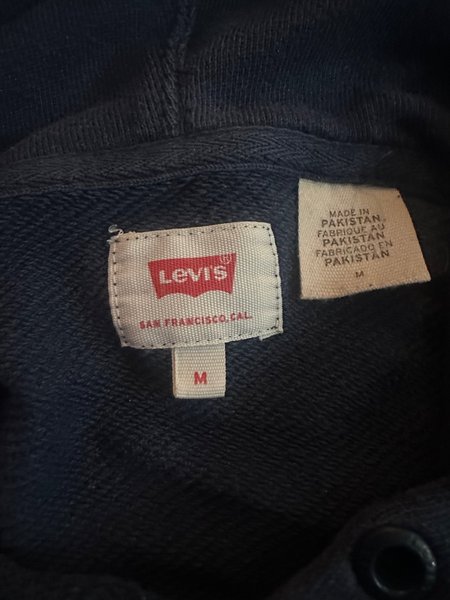 Levi's®
SAN FRANCISCO, CAL.
M
MADE IN
PAKISTAN
FABRIQUE AU
PAKISTAN
FABRICADO EN
PAKISTAN
M